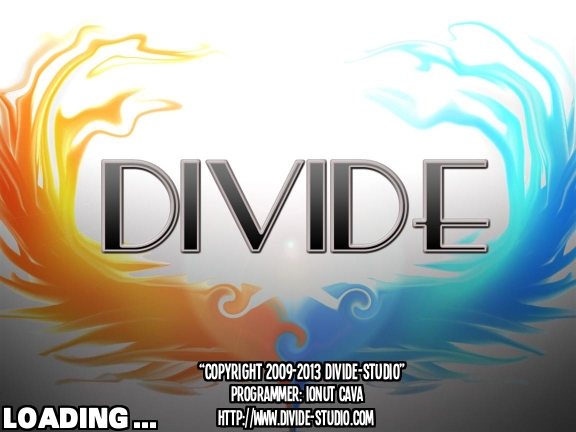 DIVIDE
“COPYRIGHT 2009-2013 DIVIDE-STUDIO”
PROGRAMMER: IONUT CAVA
HTTP://WWW.DIVIDE-STUDIO.COM
LOADING...